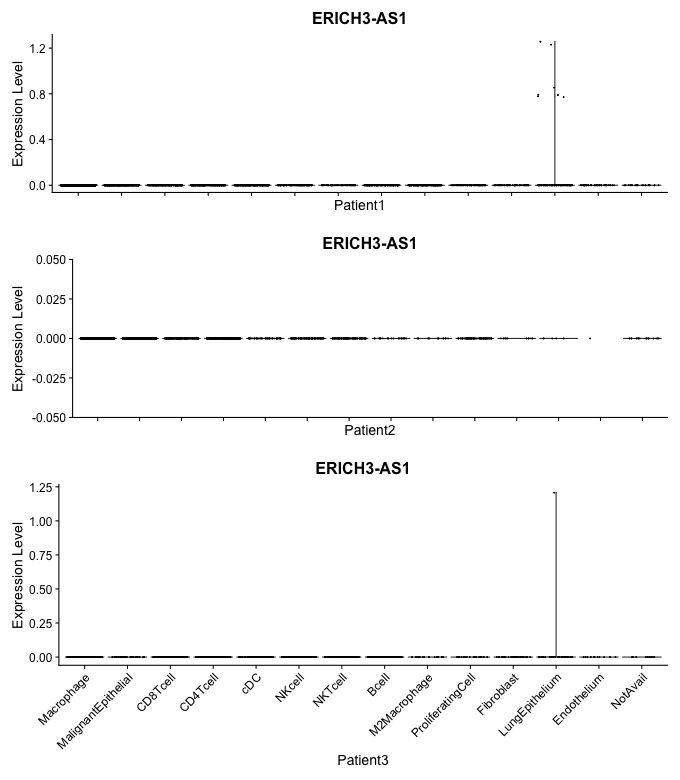 ERICH3-AS1
Expression Level
1.2
0.8
0.4
0.0
Patient1
ERICH3-AS1
Expression Level
0.050
0.025
0.000
-0.025
-0.050
Patient2
ERICH3-AS1
Expression Level
1.25
1.00
0.75
0.50
0.25
0.00
Macrophage
MalignantEpithelial
CD8Tcell
CD4Tcell
cDC
NKcell
NKTcell
Bcell
M2Macrophage
ProliferatingCell
Fibroblast
LungEpithelium
Endothelium
NotAvail
Patient3